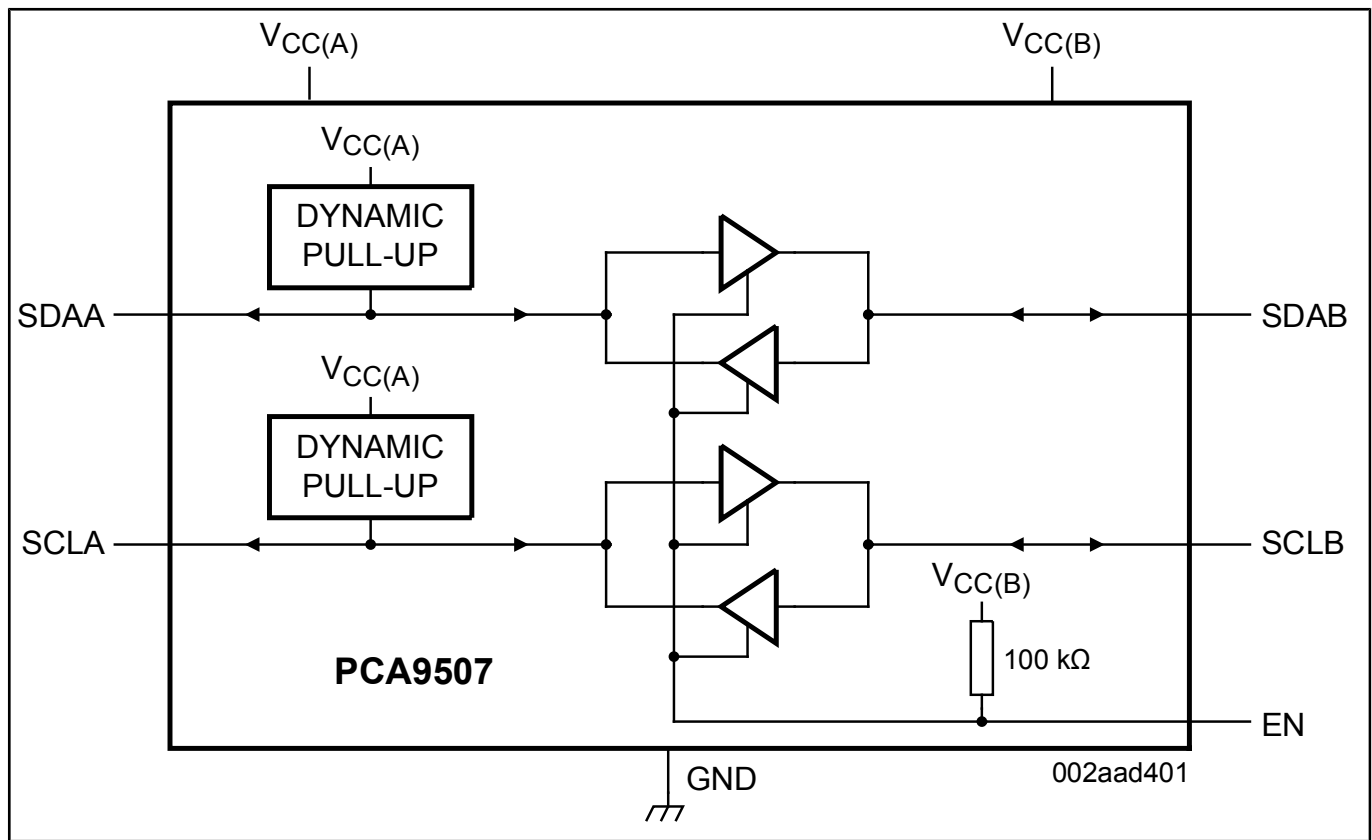 VCC(A)
VCC(B)
VCC(A)
DYNAMIC
PULL-UP
SDAA
SDAB
VCC(A)
DYNAMIC
PULL-UP
SCLA
SCLB
VCC(B)
100 kΩ
PCA9507
EN
GND
002aad401